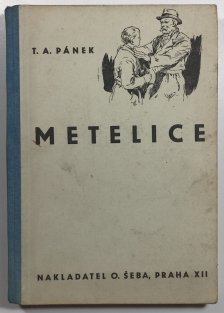 T. A. PÁNEK
METELICE
NAKLADATEL O. ŠEBA, PRAHA XII